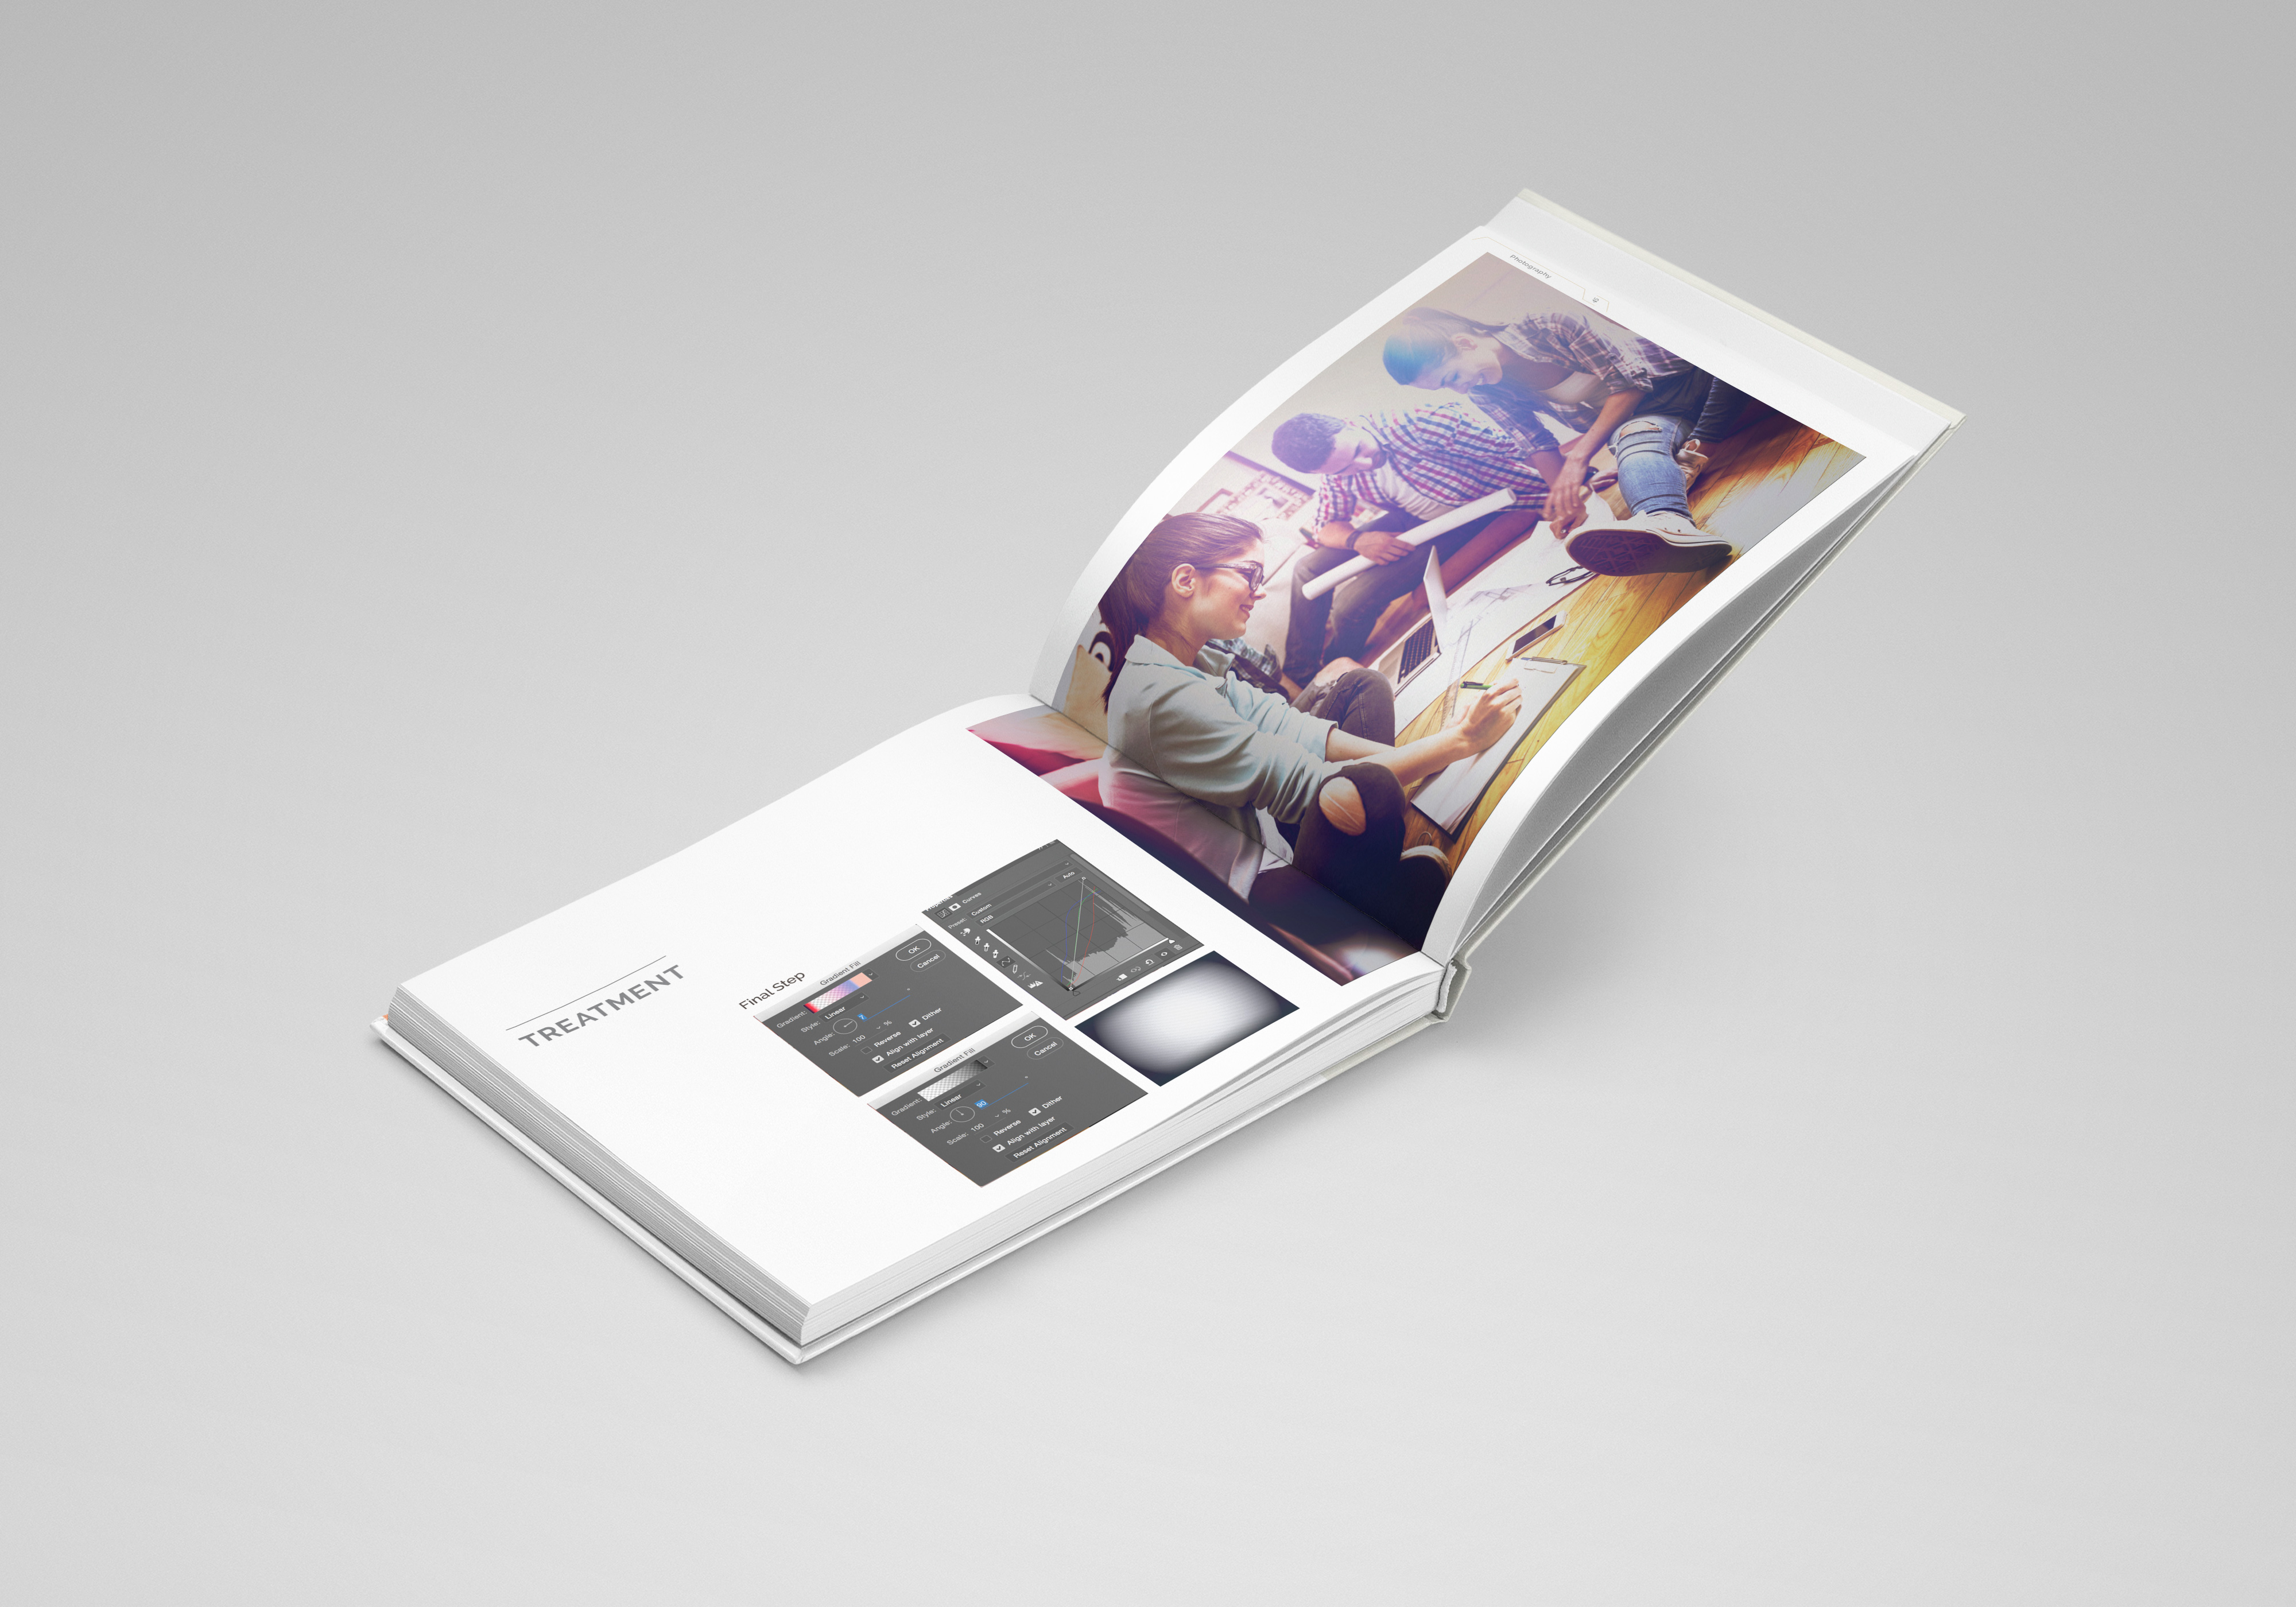 TREATMENT
Final Step
Gradient Fill
Gradient:
OK
Style: Linear
Cancel
Angle: 7
Scale: 100 %
Reverse
Dither
Align with layer
Reset Alignment
Gradient Fill
Gradient:
OK
Style: Linear
Cancel
Angle: 90
Scale: 100 %
Reverse
Dither
Align with layer
Reset Alignment
Curves
Preset: Custom
RGB
Auto
Photography